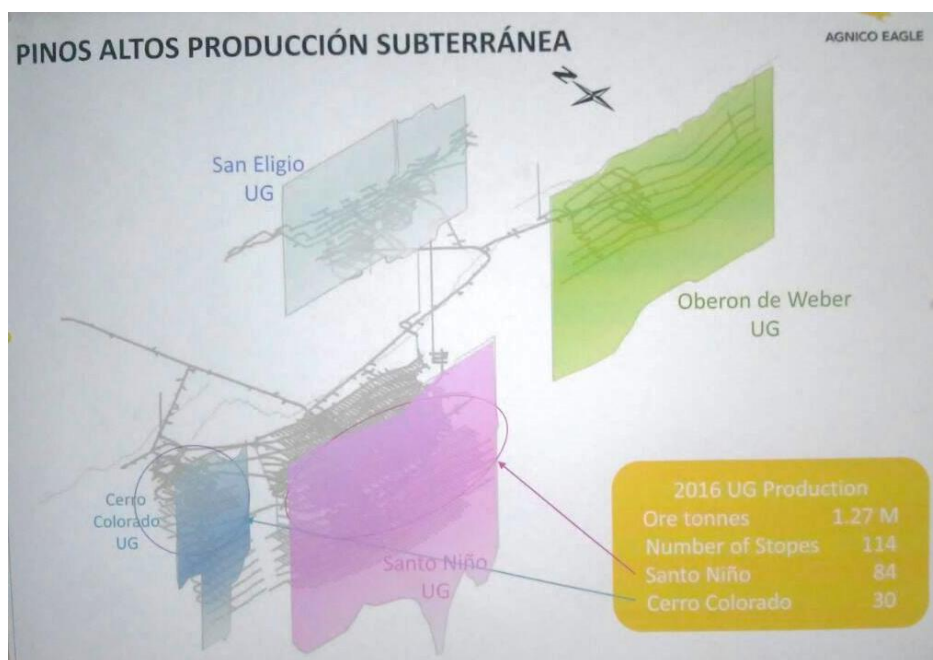 PINOS ALTOS PRODUCCIÓN SUBTERRÁNEA
AGNICO EAGLE
N
San Eligio
UG
Oberon de Weber
UG
Cerro
Colorado
UG
Santo Niño
UG
2016 UG Production
Ore tonnes 1.27 M
Number of Stopes 114
Santo Niño 84
Cerro Colorado 30